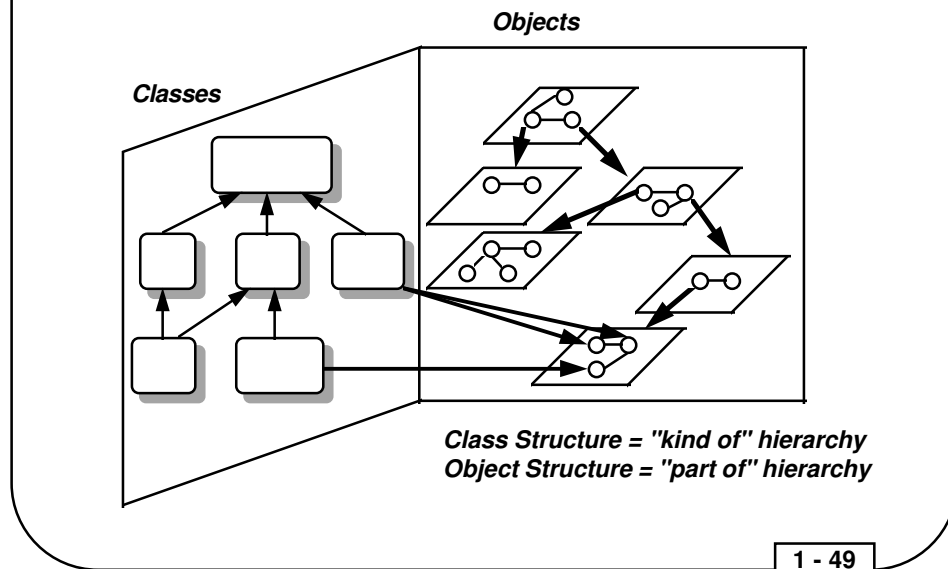 Objects
Classes
Class Structure = "kind of" hierarchy
Object Structure = "part of" hierarchy
1 - 49